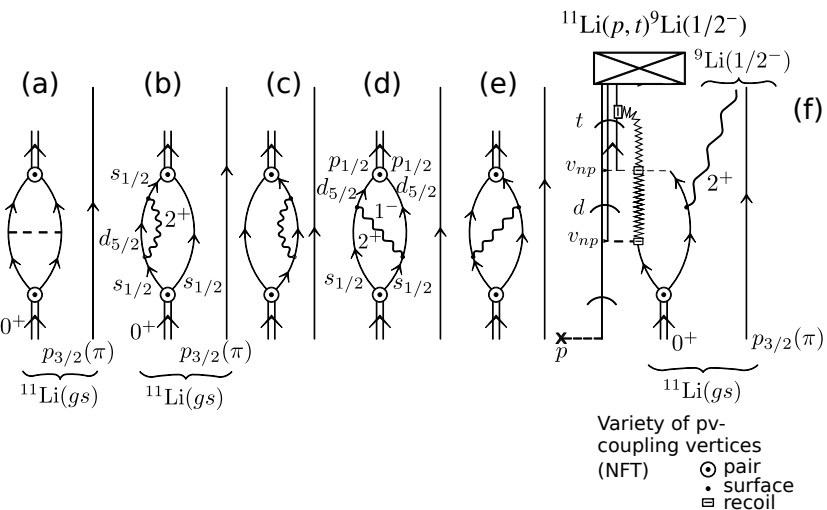 ¹¹Li(p, t)⁹Li(1/2⁻)
(a) (b) (c) (d) (e) ⁹Li(1/2⁻) (f)
t
s₁/₂ p₁/₂ p₁/₂ v_np
d₅/₂ d₅/₂ 2⁺
2⁺ 1⁻ d
d₅/₂ 2⁺ v_np
s₁/₂ s₁/₂ s₁/₂ s₁/₂
0⁺ 0⁺ p 0⁺ p₃/₂(π)
p₃/₂(π) p₃/₂(π)
¹¹Li(gs) ¹¹Li(gs) ¹¹Li(gs)
Variety of pv-
coupling vertices
(NFT) pair
surface
recoil